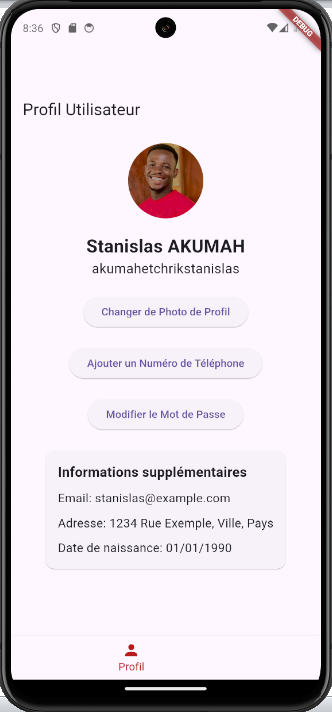 8:36
DEBUG
Profil Utilisateur
Stanislas AKUMAH
akumahetchrikstanislas
Changer de Photo de Profil
Ajouter un Numéro de Téléphone
Modifier le Mot de Passe
Informations supplémentaires
Email: stanislas@example.com
Adresse: 1234 Rue Exemple, Ville, Pays
Date de naissance: 01/01/1990
Profil